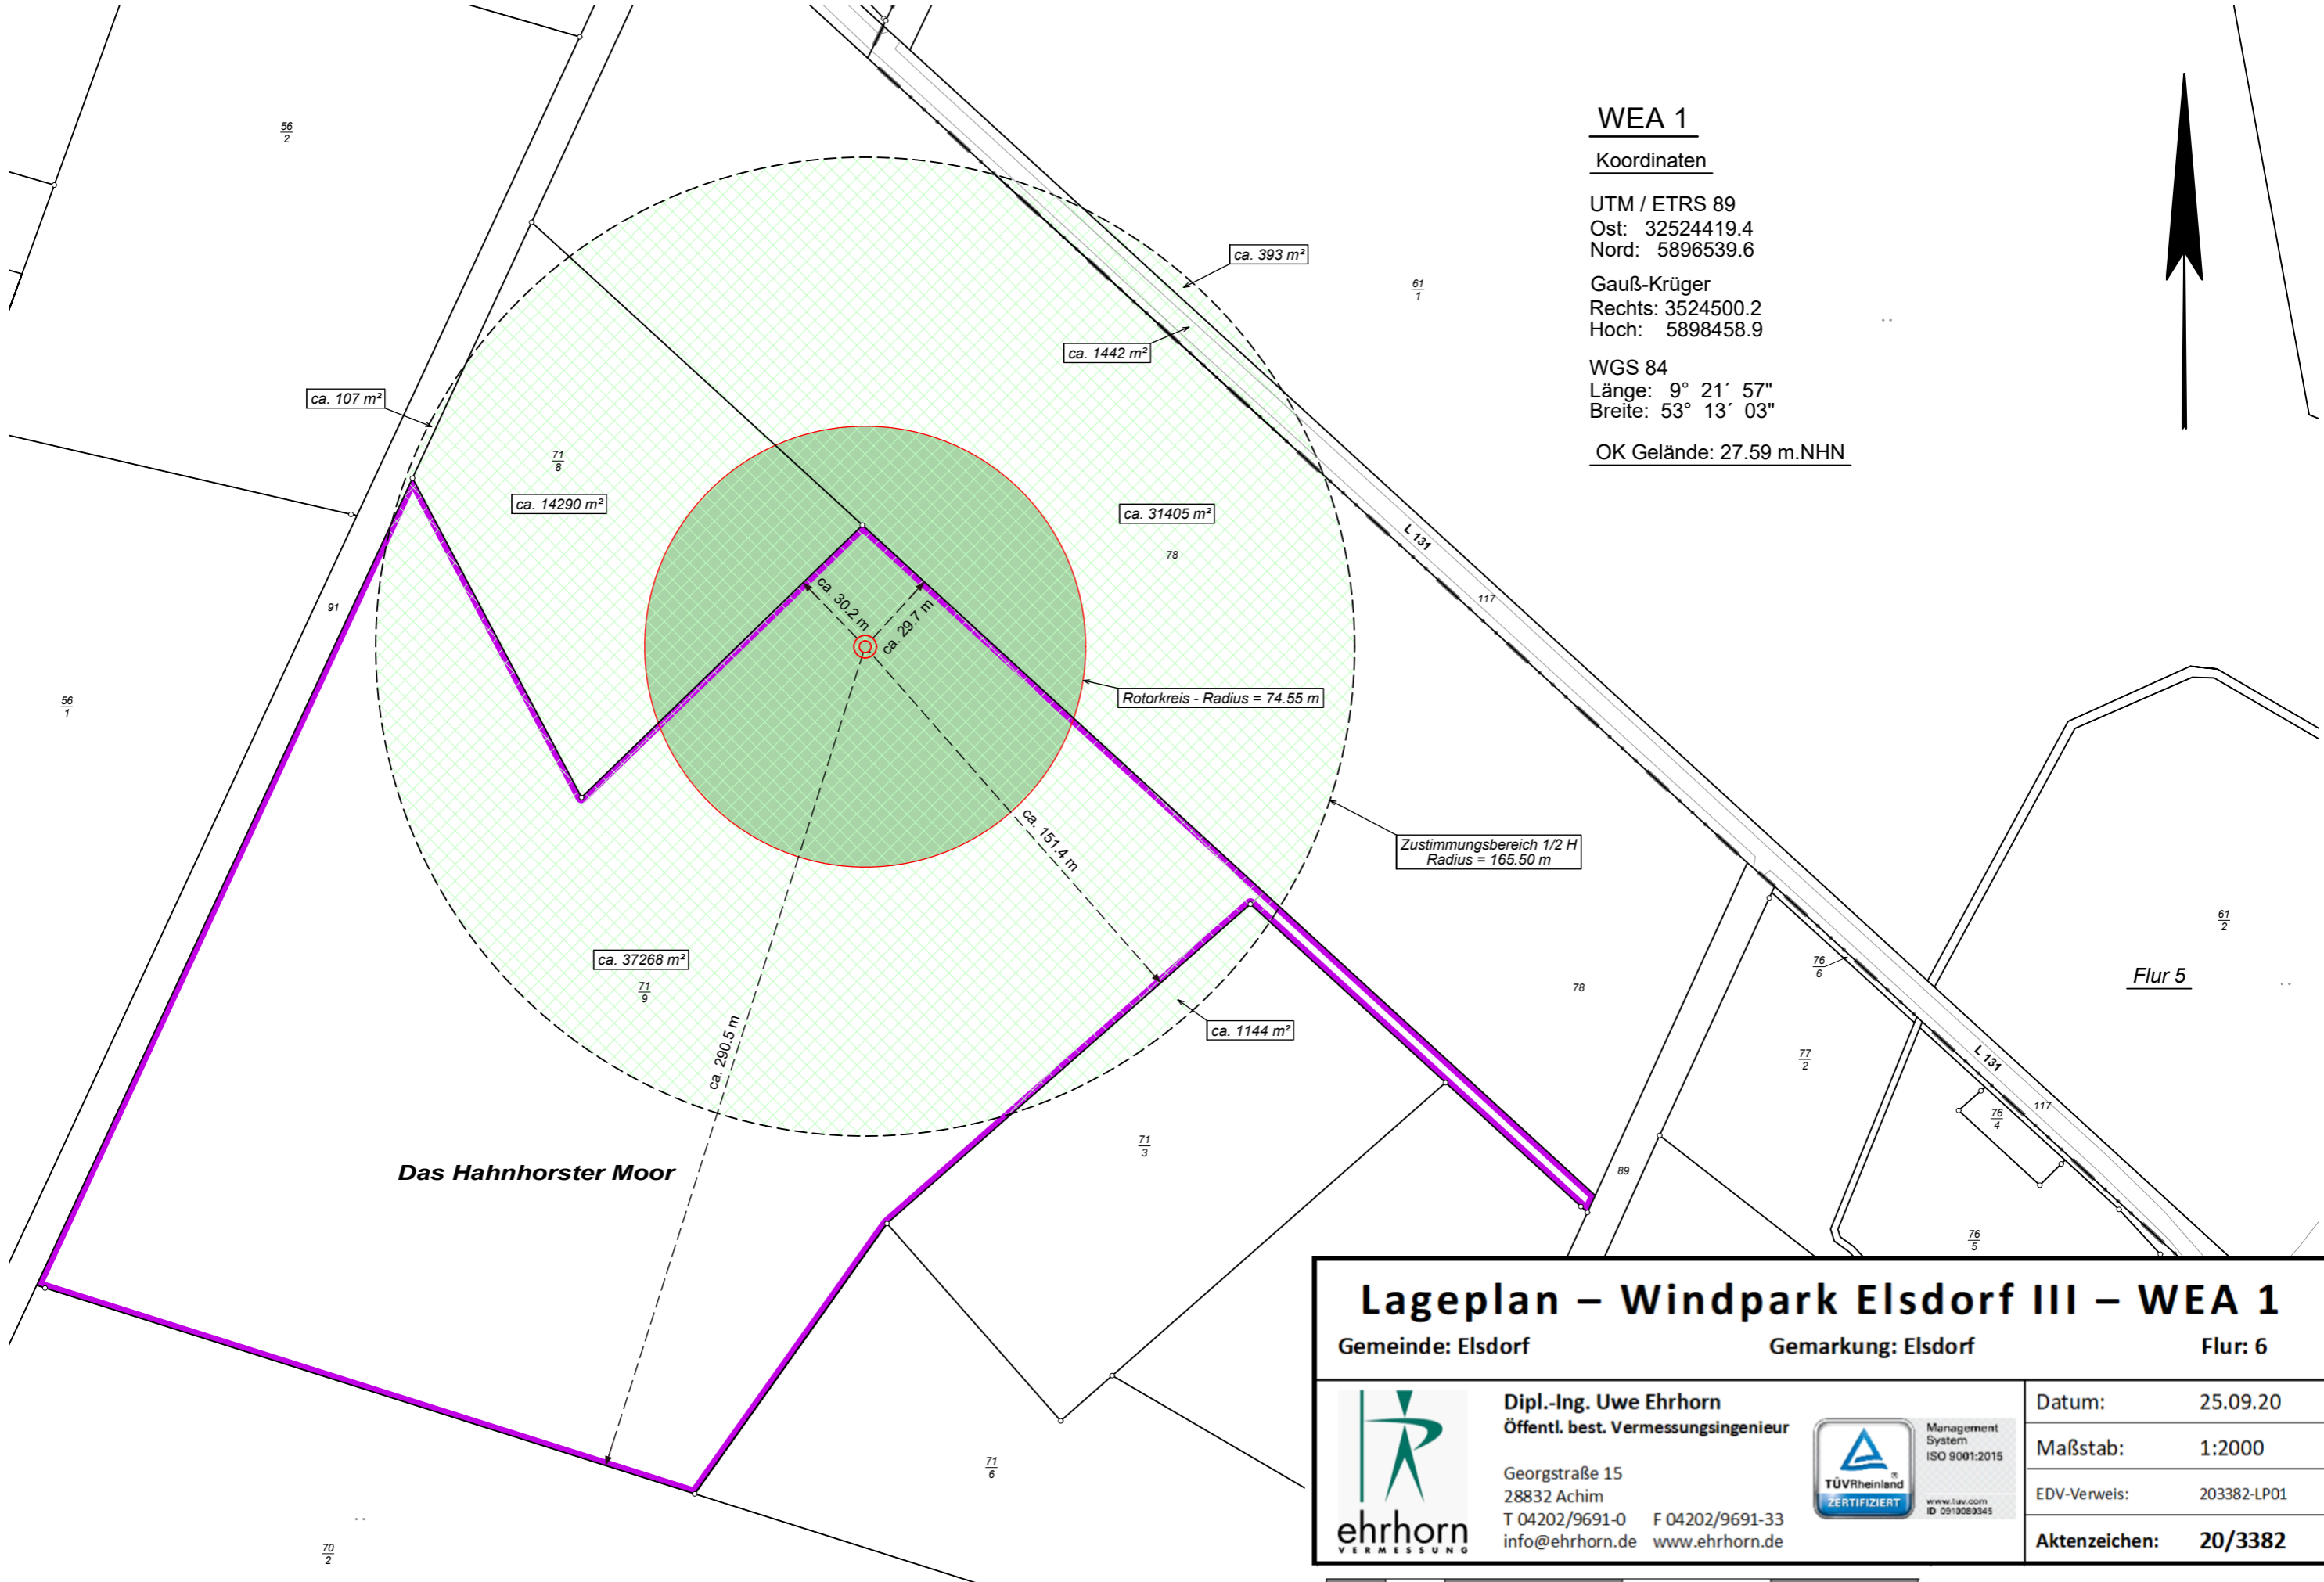 WEA 1
Koordinaten
UTM / ETRS 89
Ost: 32524419.4
Nord: 5896539.6
Gauß-Krüger
Rechts: 3524500.2
Hoch: 5898458.9
WGS 84
Länge: 9° 21´ 57"
Breite: 53° 13´ 03"
OK Gelände: 27.59 m.NHN
56
2
ca. 393 m²
61
1
ca. 1442 m²
ca. 107 m²
71
8
ca. 14290 m²
ca. 31405 m²
78
L 131
117
91
ca. 30.2 m
ca. 29.7 m
56
1
Rotorkreis - Radius = 74.55 m
ca. 151.4 m
Zustimmungsbereich 1/2 H
Radius = 165.50 m
ca. 37268 m²
71
9
ca. 290.5 m
ca. 1144 m²
78
76
6
61
2
Flur 5
77
2
L 131
117
76
4
71
3
89
Das Hahnhorster Moor
76
5
71
6
70
2
Lageplan – Windpark Elsdorf III – WEA 1
Gemeinde: Elsdorf Gemarkung: Elsdorf Flur: 6
ehrhorn
VERMESSUNG
Dipl.-Ing. Uwe Ehrhorn
Öffentl. best. Vermessungsingenieur
Georgstraße 15
28832 Achim
T 04202/9691-0 F 04202/9691-33
info@ehrhorn.de www.ehrhorn.de
TÜVRheinland®
ZERTIFIZIERT
Management
System
ISO 9001:2015
www.tuv.com
ID 0910080345
Datum: 25.09.20
Maßstab: 1:2000
EDV-Verweis: 203382-LP01
Aktenzeichen: 20/3382